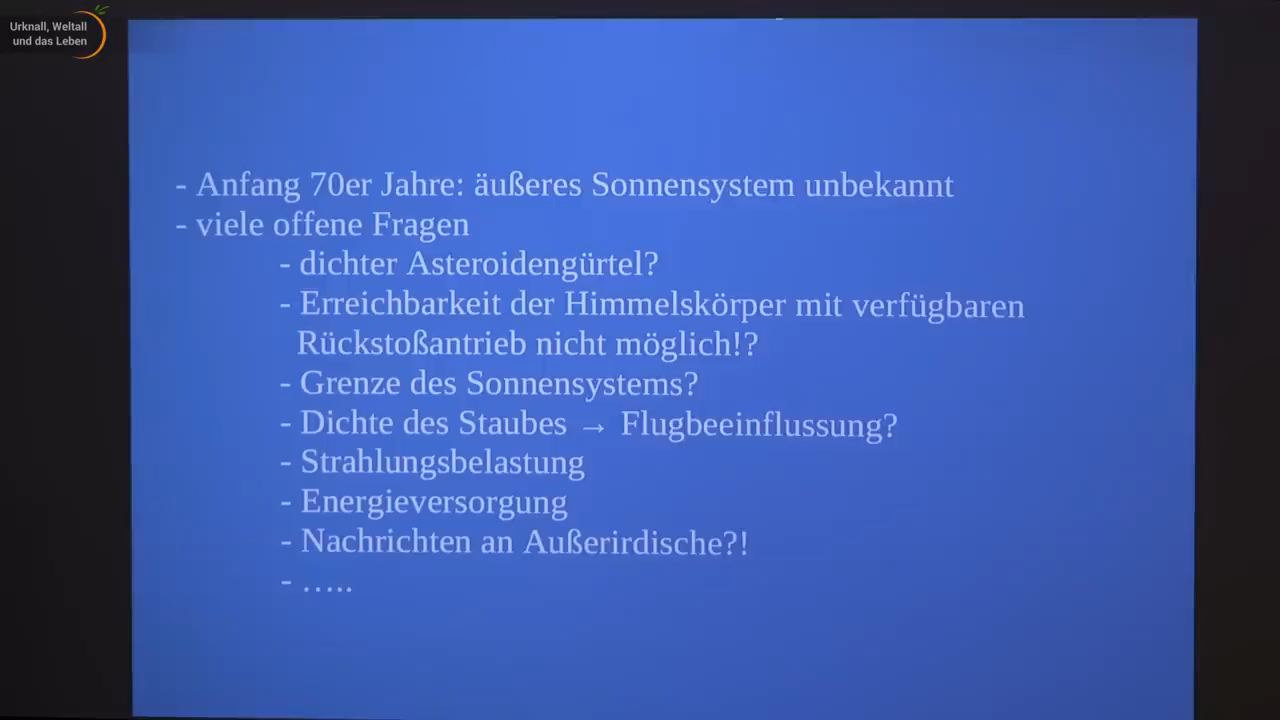 Urknall, Weltall
und das Leben
- Anfang 70er Jahre: äußeres Sonnensystem unbekannt
- viele offene Fragen
- dichter Asteroidengürtel?
- Erreichbarkeit der Himmelskörper mit verfügbaren
Rückstoßantrieb nicht möglich!?
- Grenze des Sonnensystems?
- Dichte des Staubes → Flugbeeinflussung?
- Strahlungsbelastung
- Energieversorgung
- Nachrichten an Außerirdische?!
- …..